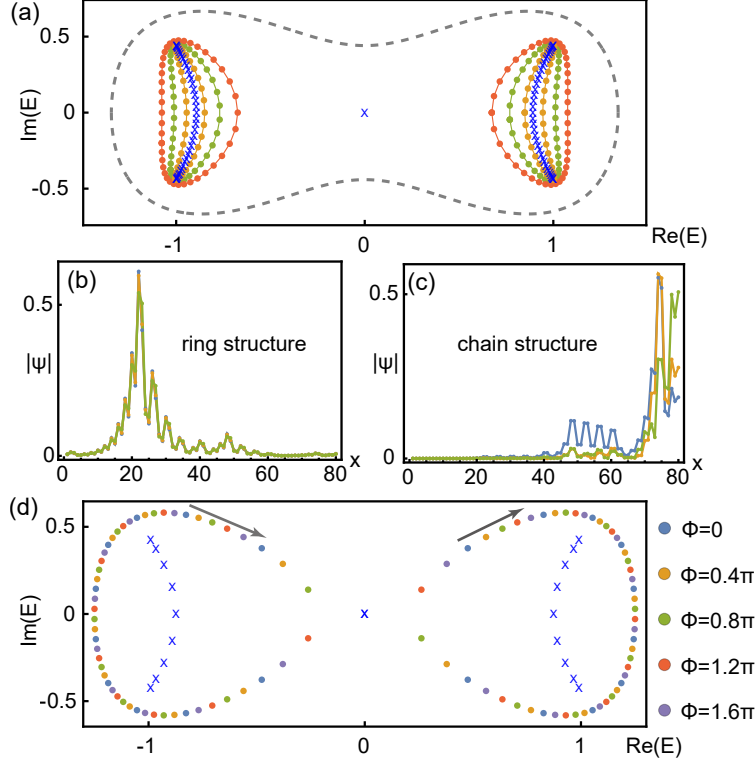 (a)
Im(E)
0.5
0
-0.5
-1
0
1
Re(E)
(b)
|ψ|
0.5
0
ring structure
0
20
40
60
80
x
(c)
|ψ|
0.5
0
chain structure
0
20
40
60
80
x
(d)
Im(E)
0.5
0
-0.5
-1
0
1
Re(E)
Φ=0
Φ=0.4π
Φ=0.8π
Φ=1.2π
Φ=1.6π